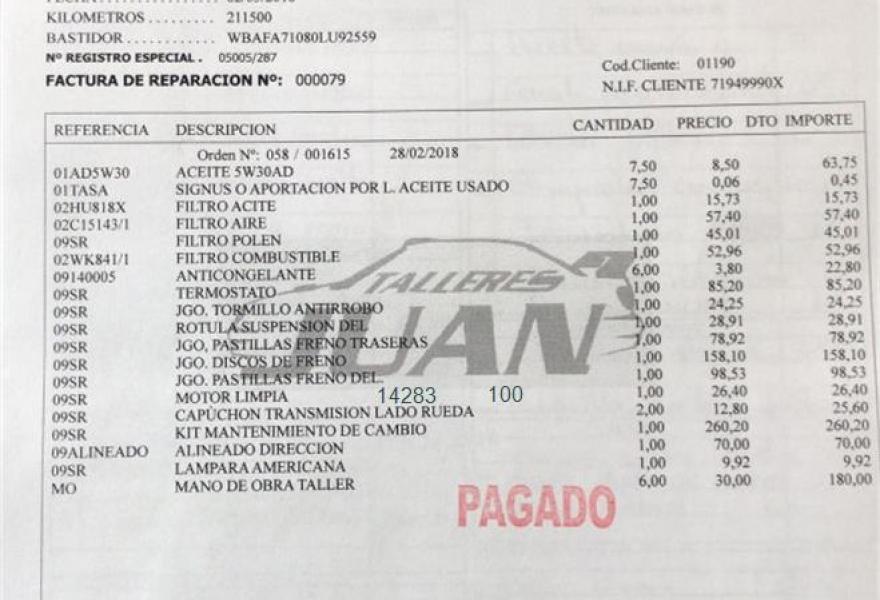 KILOMETROS ............ 211500
BASTIDOR ............ WBAFA71080LU92559
Nº REGISTRO ESPECIAL . 05005/287
FACTURA DE REPARACION Nº: 000079
Cod.Cliente: 01190
N.I.F. CLIENTE 71949990X
REFERENCIA DESCRIPCION CANTIDAD PRECIO DTO IMPORTE
Orden Nº: 058 / 001615 28/02/2018
01AD5W30 ACEITE 5W30AD 7,50 8,50 63,75
01TASA SIGNUS O APORTACION POR L. ACEITE USADO 7,50 0,06 0,45
02HU818X FILTRO ACITE 1,00 15,73 15,73
02C15143/1 FILTRO AIRE 1,00 57,40 57,40
09SR FILTRO POLEN 1,00 45,01 45,01
02WK841/1 FILTRO COMBUSTIBLE 1,00 52,96 52,96
09140005 ANTICONGELANTE 6,00 3,80 22,80
09SR TERMOSTATO 1,00 85,20 85,20
09SR JGO. TORMILLO ANTIRROBO 1,00 24,25 24,25
09SR ROTULA SUSPENSION DEL 1,00 28,91 28,91
09SR JGO, PASTILLAS FRENO TRASERAS 1,00 78,92 78,92
09SR JGO. DISCOS DE FRENO 1,00 158,10 158,10
09SR JGO. PASTILLAS FRENO DEL. 1,00 98,53 98,53
09SR MOTOR LIMPIA 14283 100 1,00 26,40 26,40
09SR CAPÙCHON TRANSMISION LADO RUEDA 2,00 12,80 25,60
09SR KIT MANTENIMIENTO DE CAMBIO 1,00 260,20 260,20
09ALINEADO ALINEADO DIRECCION 1,00 70,00 70,00
09SR LAMPARA AMERICANA 1,00 9,92 9,92
MO MANO DE OBRA TALLER 6,00 30,00 180,00
TALLERES
JUAN
PAGADO